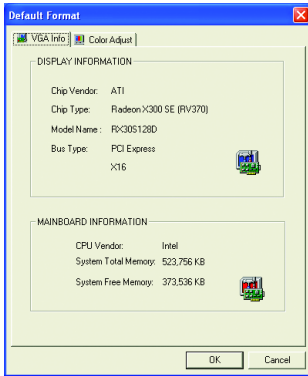 Default Format
VGA Info
Color Adjust
DISPLAY INFORMATION
Chip Vendor: ATI
Chip Type: Radeon X300 SE (RV370)
Model Name : RX30S128D
Bus Type: PCI Express
X16
MAINBOARD INFORMATION
CPU Vendor: Intel
System Total Memory: 523,756 KB
System Free Memory: 373,536 KB
OK
Cancel